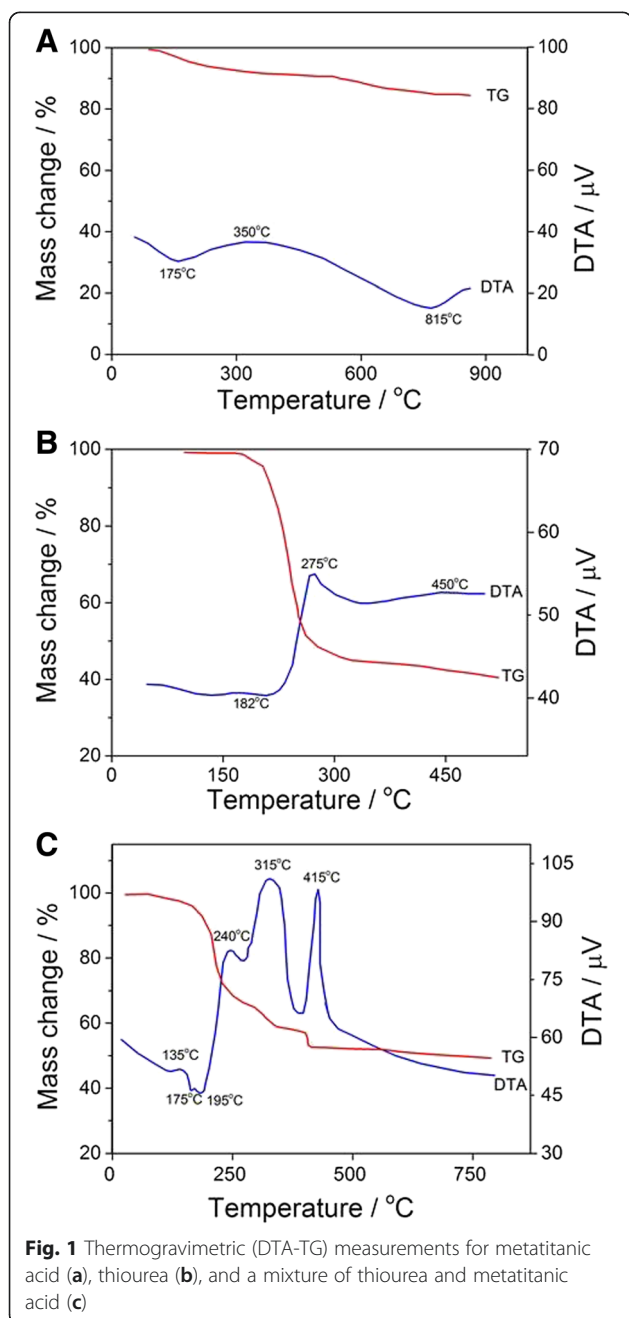 A
100
80
60
40
20
0
Mass change / %
100
80
60
40
20
0
DTA / µV
TG
350°C
175°C
DTA
815°C
0
300
600
900
Temperature / °C
B
100
80
60
40
20
Mass change / %
70
60
50
40
DTA / µV
275°C
450°C
DTA
182°C
TG
0
150
300
450
Temperature / °C
C
100
80
60
40
20
Mass change / %
105
90
75
60
45
30
DTA / µV
315°C
415°C
240°C
135°C
175°C 195°C
TG
DTA
0
250
500
750
Temperature / °C
Fig. 1 Thermogravimetric (DTA-TG) measurements for metatitanic
acid (a), thiourea (b), and a mixture of thiourea and metatitanic
acid (c)